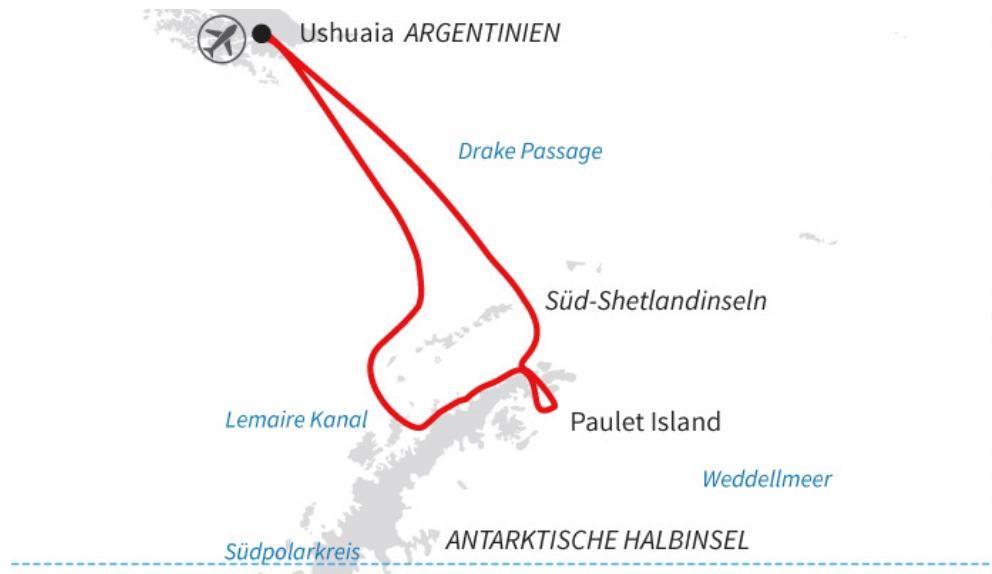 Ushuaia ARGENTINIEN
Drake Passage
Süd-Shetlandinseln
Lemaire Kanal
Paulet Island
Weddellmeer
ANTARKTISCHE HALBINSEL
Südpolarkreis